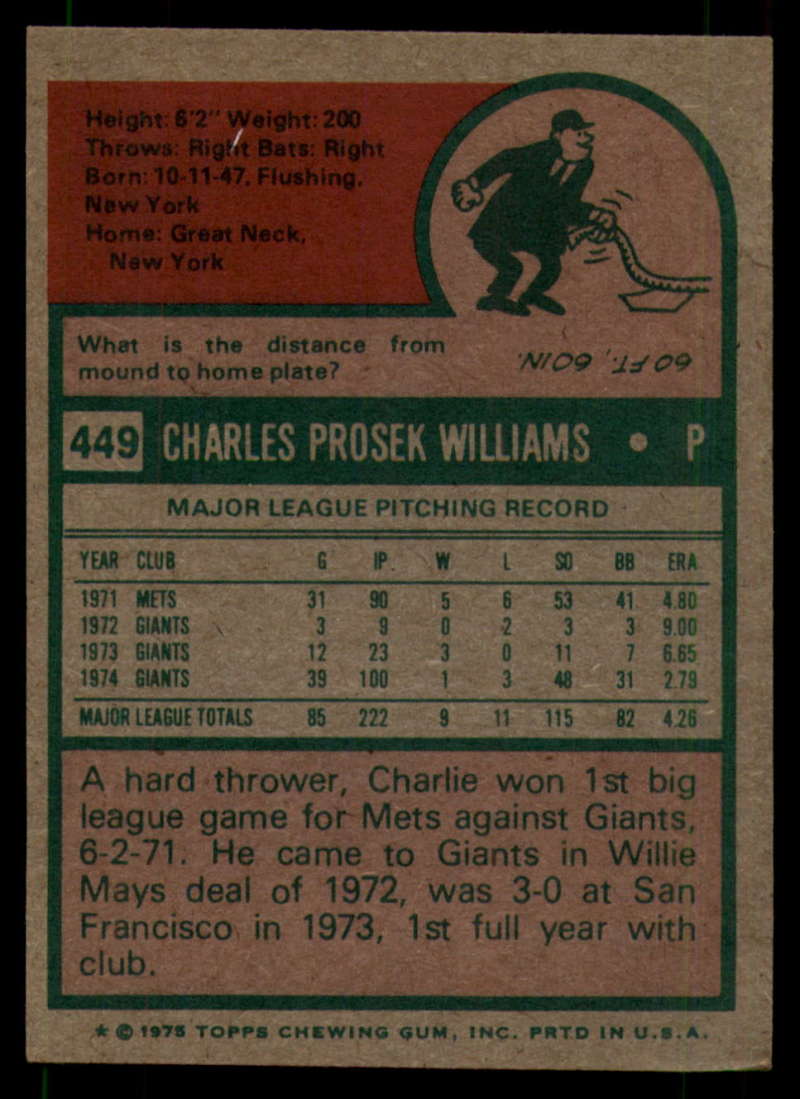 Height: 6'2" Weight: 200
Throws: Right Bats: Right
Born: 10-11-47, Flushing,
New York
Home: Great Neck,
New York
What is the distance from
mound to home plate?
60 FT., 60IN.
449 CHARLES PROSEK WILLIAMS • P
MAJOR LEAGUE PITCHING RECORD
YEAR CLUB G IP. W L SO BB ERA
1971 METS 31 90 5 6 53 41 4.80
1972 GIANTS 3 9 0 2 3 3 9.00
1973 GIANTS 12 23 3 0 11 7 6.65
1974 GIANTS 39 100 1 3 48 31 2.79
MAJOR LEAGUE TOTALS 85 222 9 11 115 82 4.26
A hard thrower, Charlie won 1st big
league game for Mets against Giants,
6-2-71. He came to Giants in Willie
Mays deal of 1972, was 3-0 at San
Francisco in 1973, 1st full year with
club.
* © 1975 TOPPS CHEWING GUM, INC. PRTD IN U.S.A.